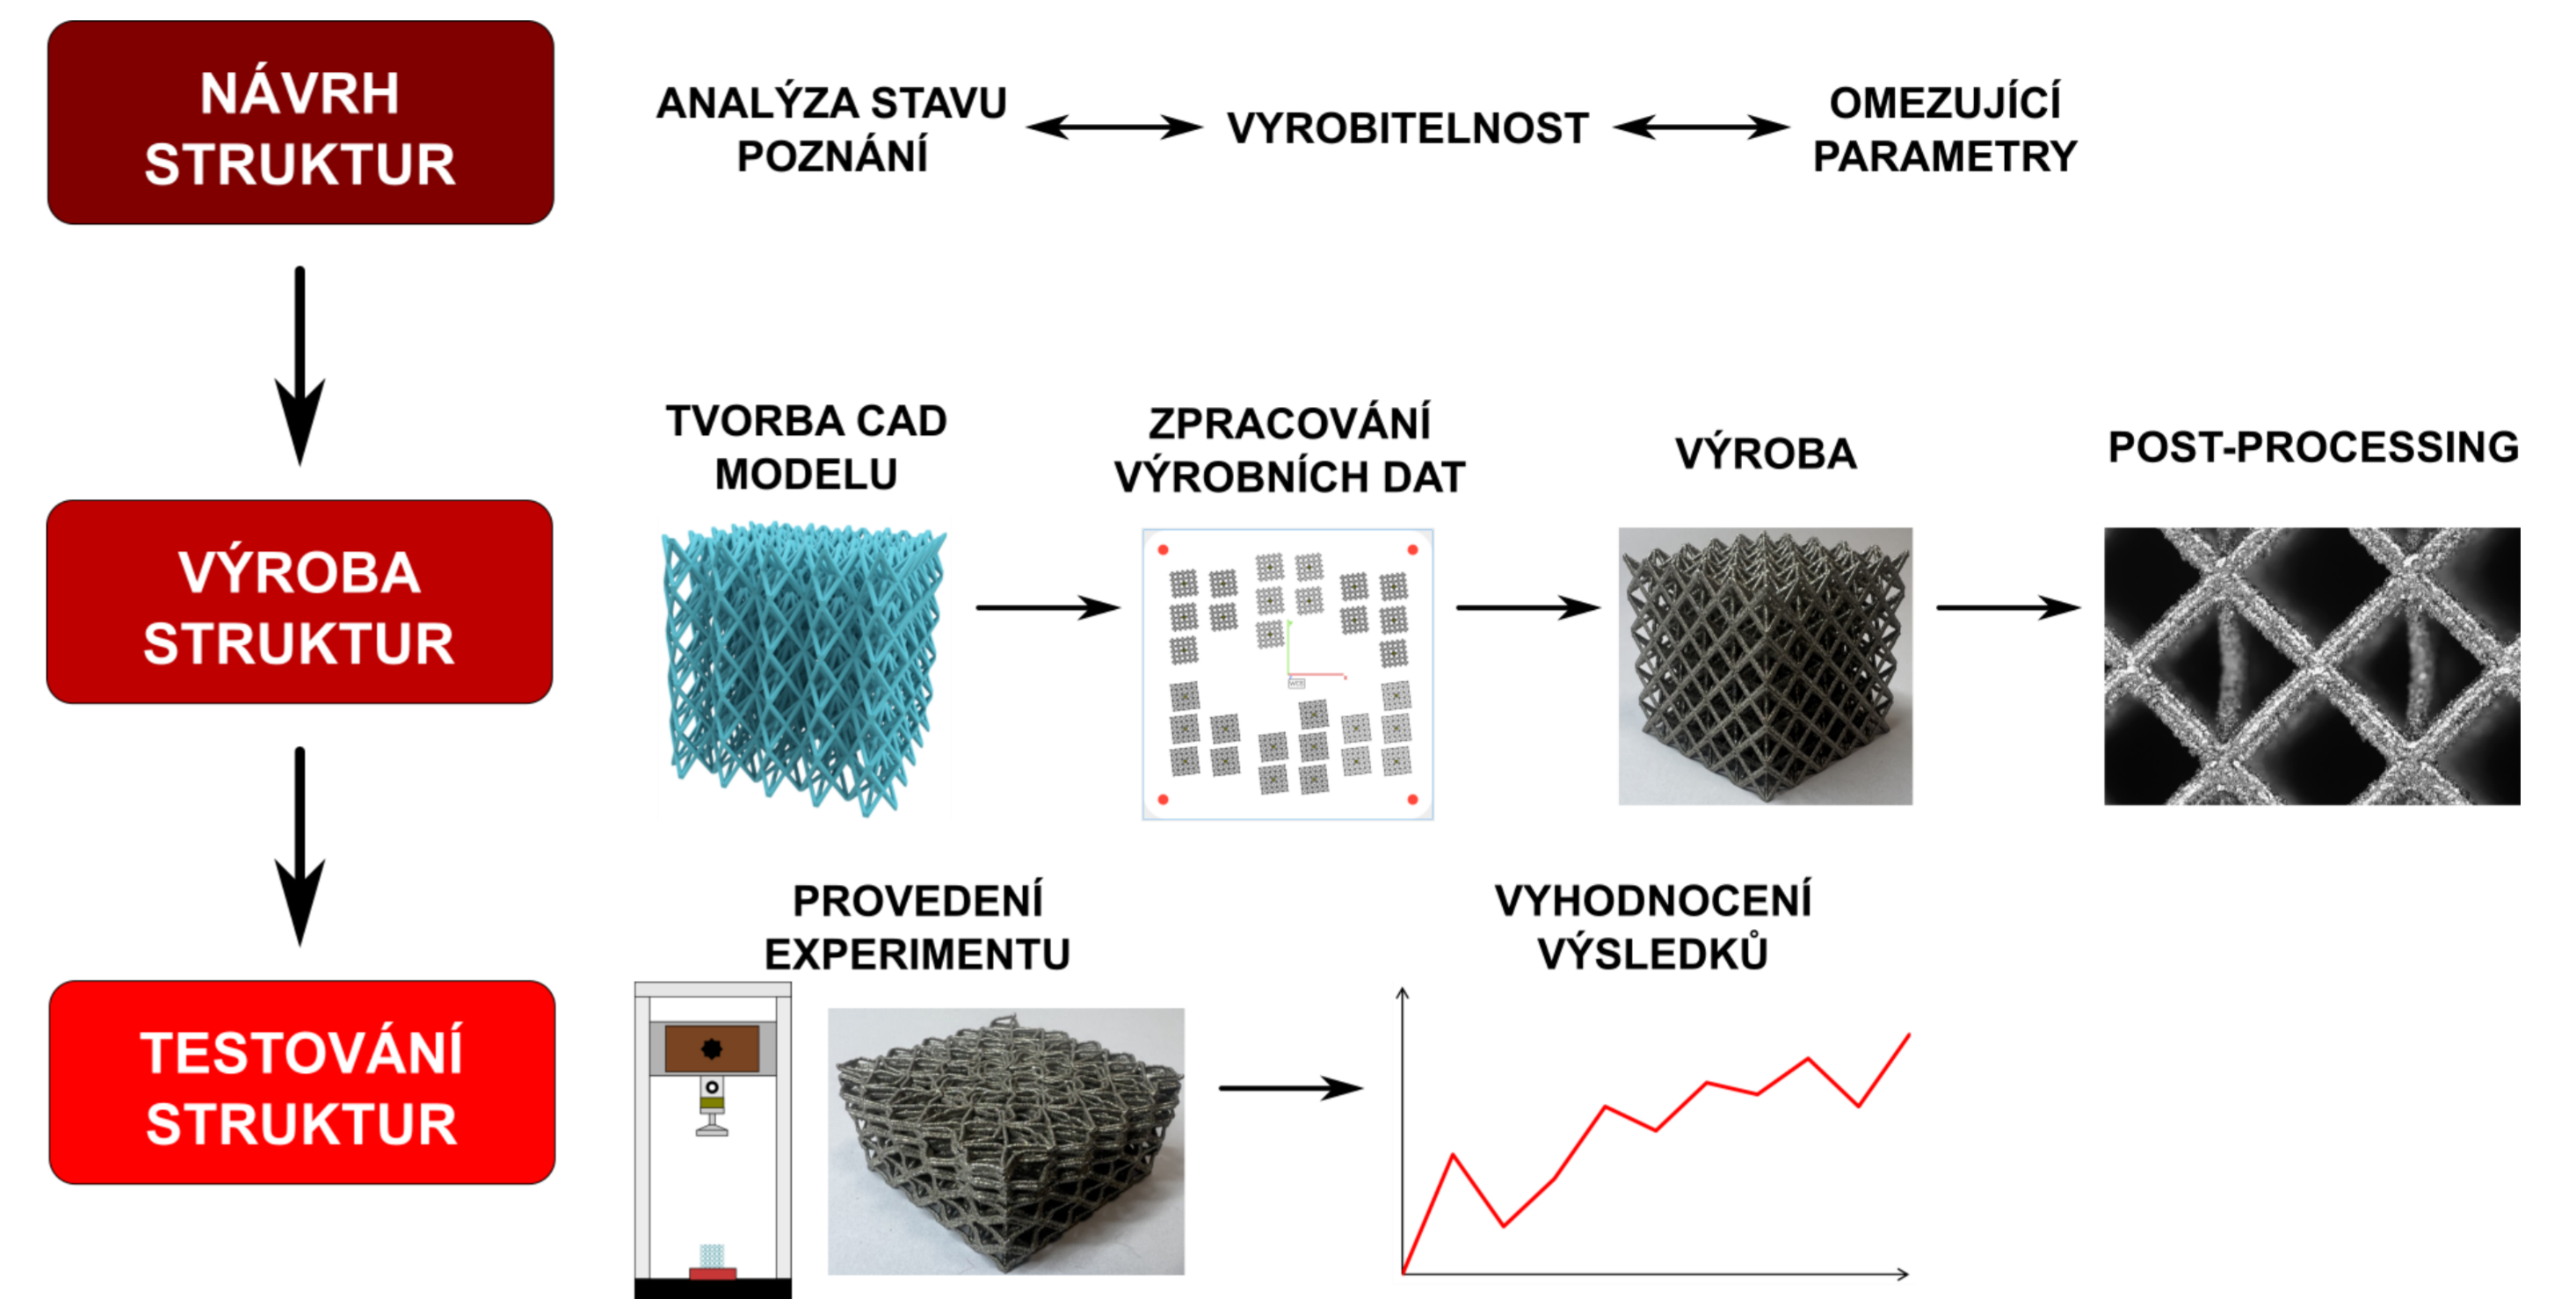 NÁVRH
STRUKTUR
ANALÝZA STAVU
POZNÁNÍ
VYROBITELNOST
OMEZUJÍCÍ
PARAMETRY
VÝROBA
STRUKTUR
TVORBA CAD
MODELU
ZPRACOVÁNÍ
VÝROBNÍCH DAT
VÝROBA
POST-PROCESSING
TESTOVÁNÍ
STRUKTUR
PROVEDENÍ
EXPERIMENTU
VYHODNOCENÍ
VÝSLEDKŮ